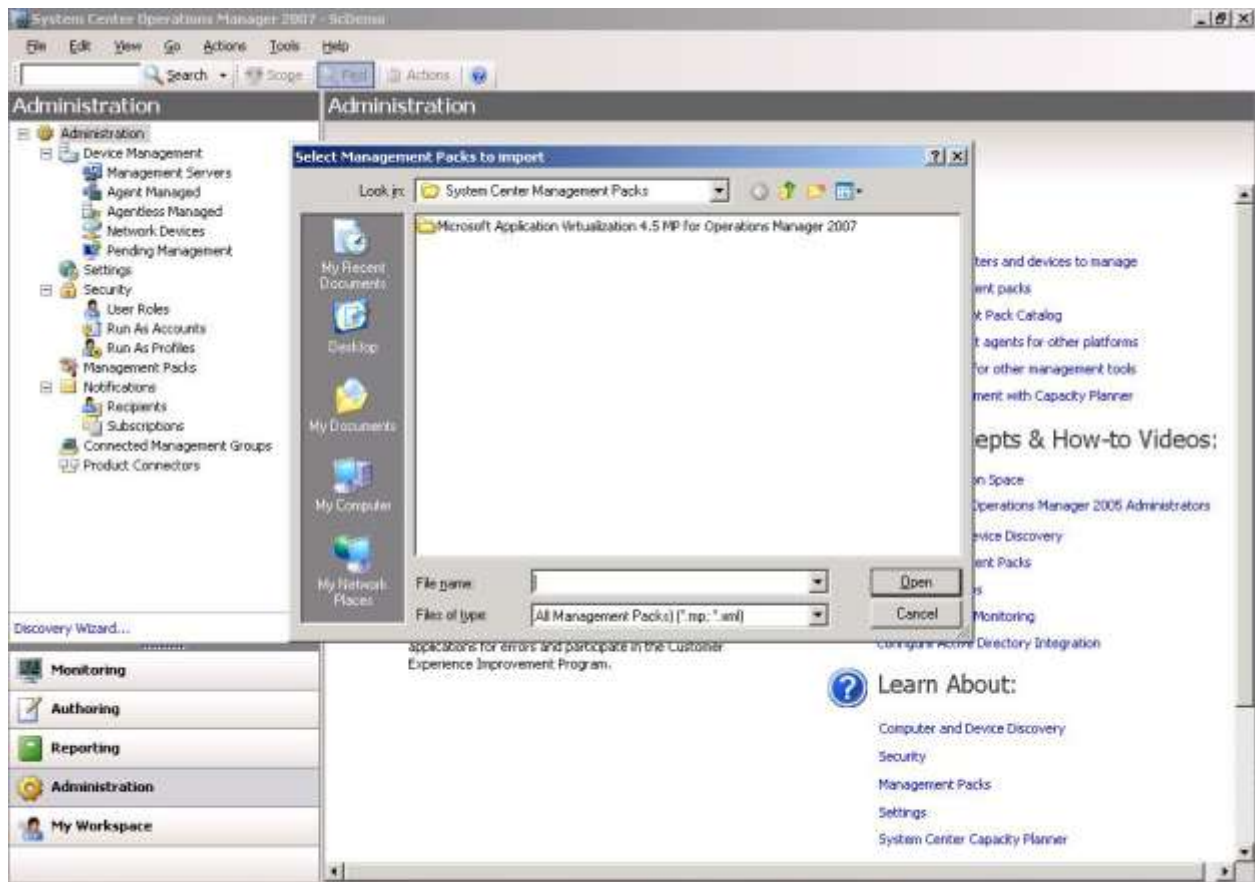 System Center Operations Manager 2007 - ScDemo
File Edit View Go Actions Tools Help
Search Scope Find Actions
Administration
Administration
Device Management
Management Servers
Agent Managed
Agentless Managed
Network Devices
Pending Management
Settings
Security
User Roles
Run As Accounts
Run As Profiles
Management Packs
Notifications
Recipients
Subscriptions
Connected Management Groups
Product Connectors
Discovery Wizard...
Monitoring
Authoring
Reporting
Administration
My Workspace
Administration
Select Management Packs to import
Look in: System Center Management Packs
Microsoft Application Virtualization 4.5 MP for Operations Manager 2007
My Recent Documents
Desktop
My Documents
My Computer
My Network Places
File name:
Open
Files of type: (All Management Packs) (*.mp; *.xml)
Cancel
applications for errors and participate in the Customer
Experience Improvement Program.
ters and devices to manage
ent packs
t Pack Catalog
t agents for other platforms
for other management tools
ment with Capacity Planner
epts & How-to Videos:
on Space
Operations Manager 2005 Administrators
evice Discovery
ent Packs
s
Monitoring
Configure Active Directory Integration
Learn About:
Computer and Device Discovery
Security
Management Packs
Settings
System Center Capacity Planner